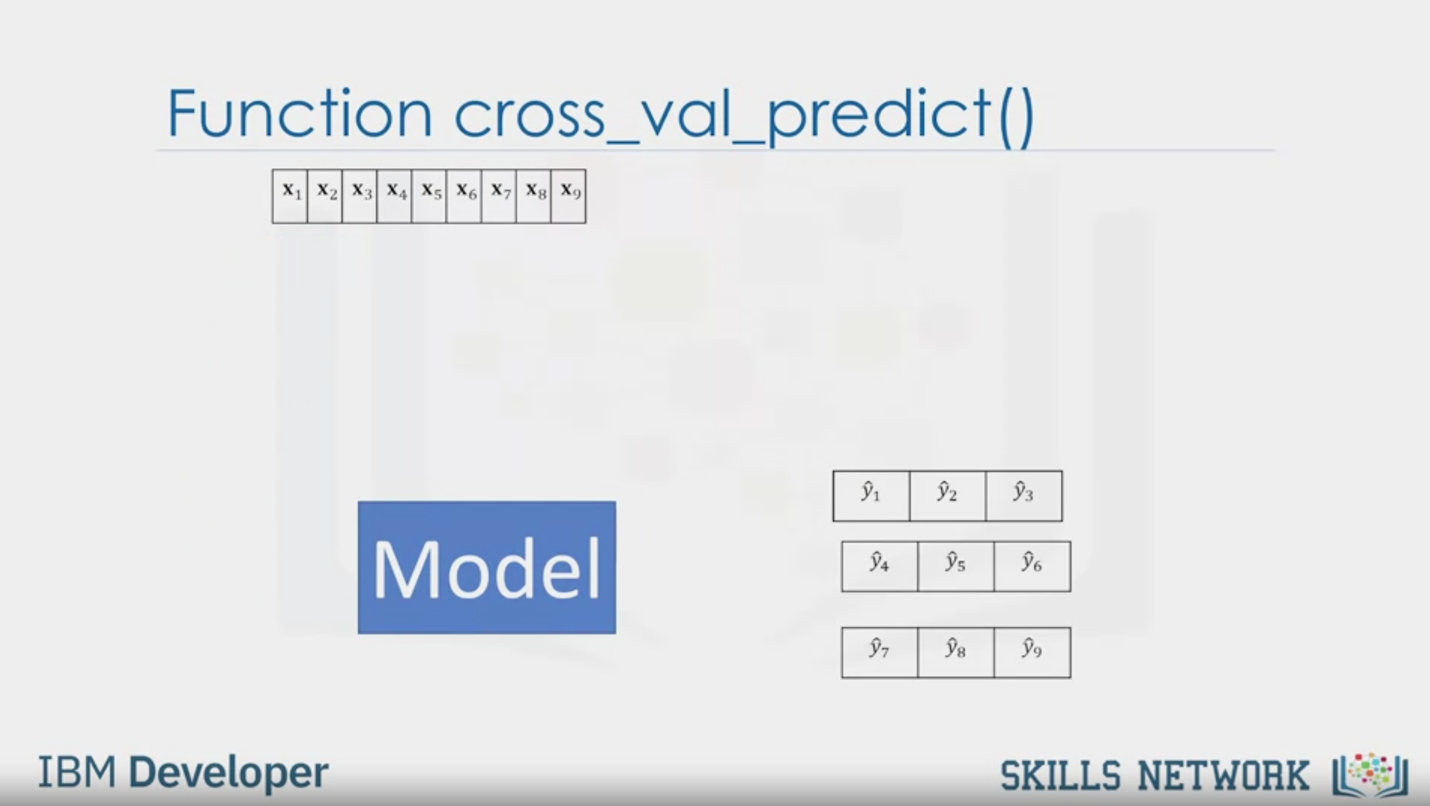 Function cross_val_predict()
x₁ x₂ x₃ x₄ x₅ x₆ x₇ x₈ x₉
ŷ₁ ŷ₂ ŷ₃
Model
ŷ₄ ŷ₅ ŷ₆
ŷ₇ ŷ₈ ŷ₉
IBM Developer
SKILLS NETWORK